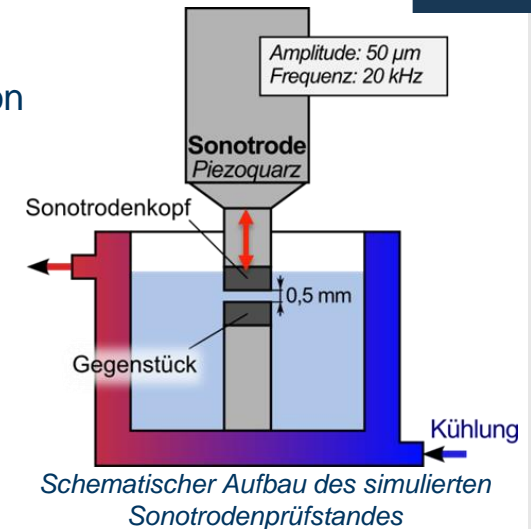 on
Amplitude: 50 µm
Frequenz: 20 kHz
Sonotrode
Piezoquarz
Sonotrodenkopf
0,5 mm
Gegenstück
Kühlung
Schematischer Aufbau des simulierten
Sonotrodenprüfstandes